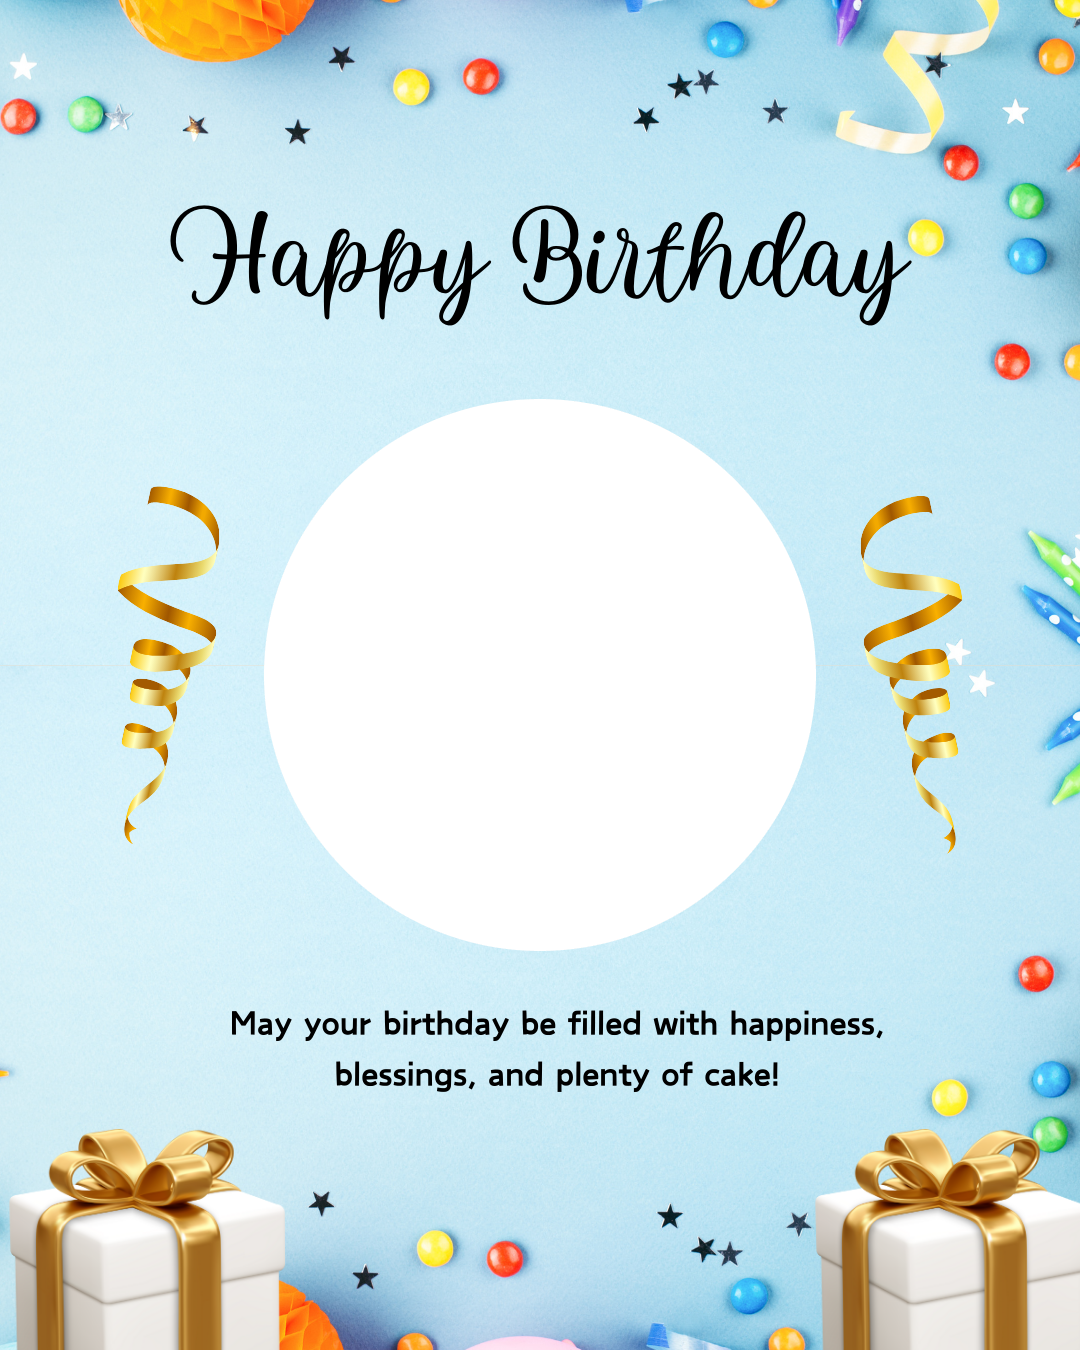 Happy Birthday
May your birthday be filled with happiness,
blessings, and plenty of cake!